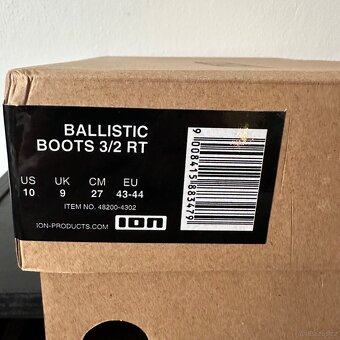 BALLISTIC
BOOTS 3/2 RT
US UK CM EU
10 9 27 43-44
ITEM NO. 48200-4302
ION-PRODUCTS.COM ION
9 008415 883479